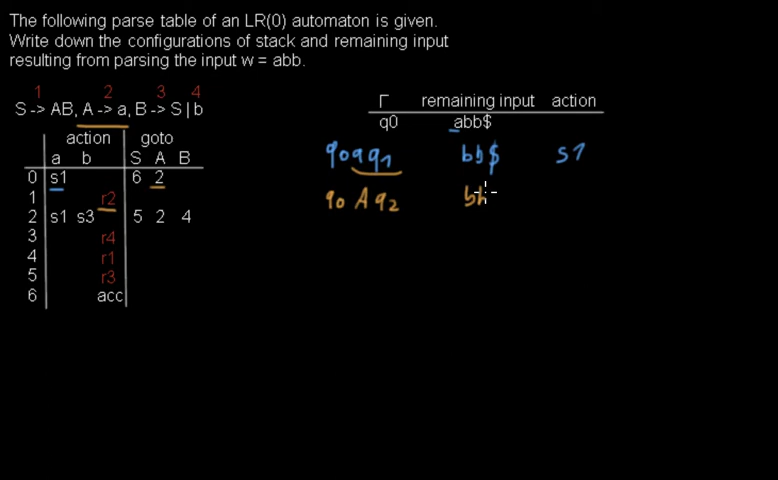 The following parse table of an LR(0) automaton is given.
Write down the configurations of stack and remaining input
resulting from parsing the input w = abb.
1 2 3 4
S -> AB, A -> a, B -> S | b
Γ remaining input action
q0 abb$
action goto
a b S A B
q0 a q1 bb$ s1
0 s1 6 2
1 r2
q0 A q2 bb
2 s1 s3 5 2 4
3 r4
4 r1
5 r3
6 acc